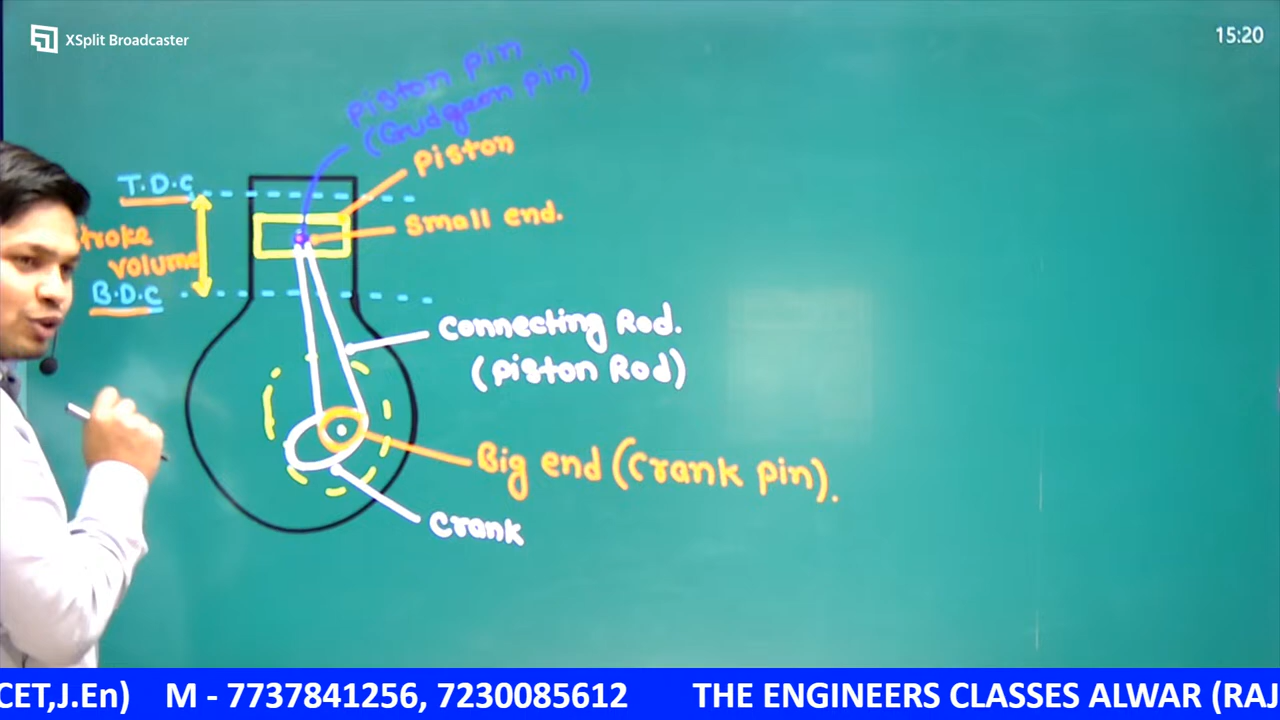 XSplit Broadcaster
15:20
Piston pin
(Gudgeon pin)
Piston
T.D.C
Small end.
troke
volume
B.D.C
Connecting Rod.
(Piston Rod)
Big end (Crank pin).
Crank
CET,J.En) M - 7737841256, 7230085612 THE ENGINEERS CLASSES ALWAR (RAJ